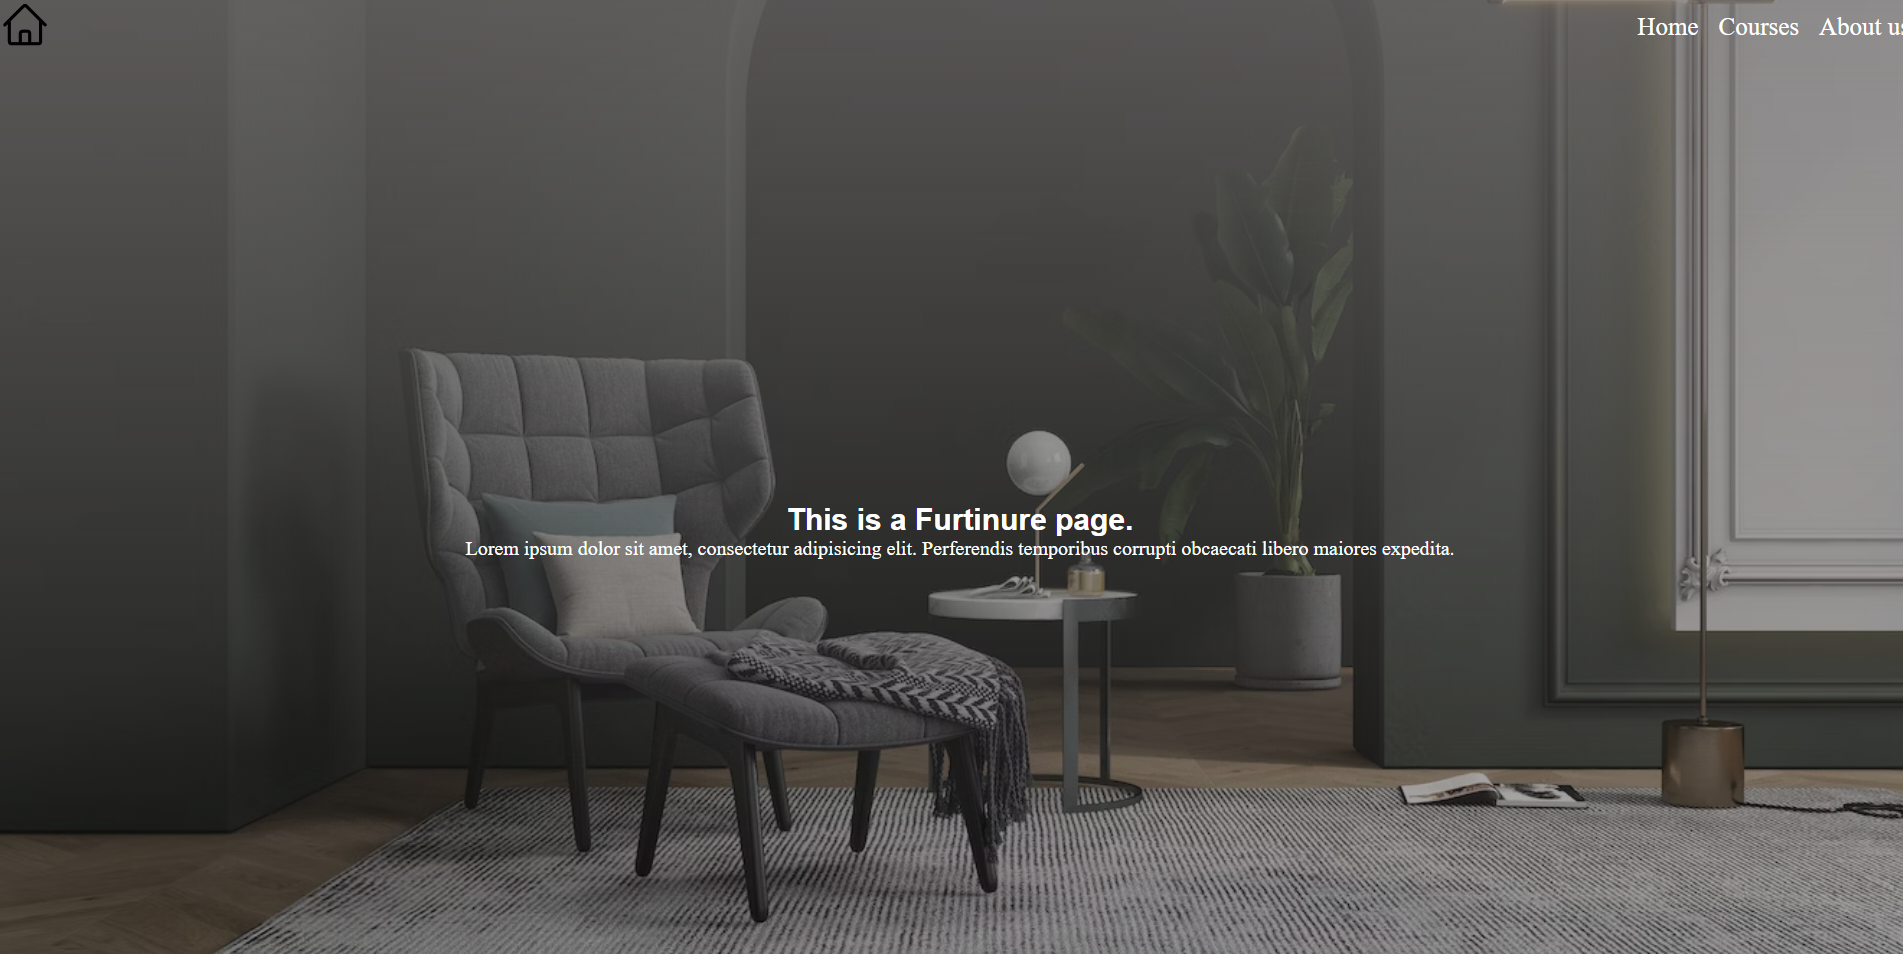 Home Courses About us
This is a Furtinure page.
Lorem ipsum dolor sit amet, consectetur adipisicing elit. Perferendis temporibus corrupti obcaecati libero maiores expedita.